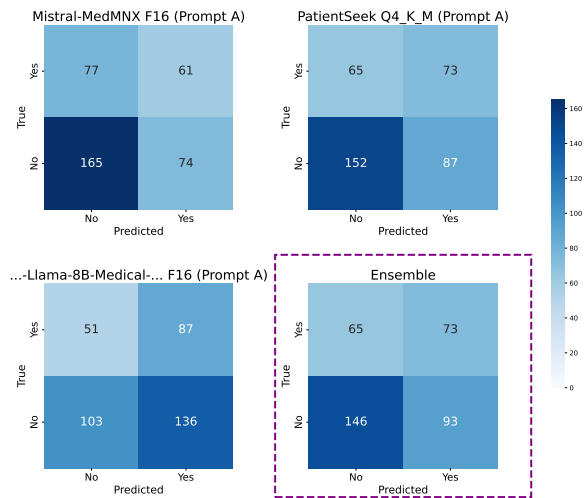 Mistral-MedMNX F16 (Prompt A)
Yes
77
61
True
No
165
74
No
Yes
Predicted
PatientSeek Q4_K_M (Prompt A)
Yes
65
73
True
No
152
87
No
Yes
Predicted
160
140
120
100
80
60
40
20
0
...-Llama-8B-Medical-... F16 (Prompt A)
Yes
51
87
True
No
103
136
No
Yes
Predicted
Ensemble
Yes
65
73
True
No
146
93
No
Yes
Predicted